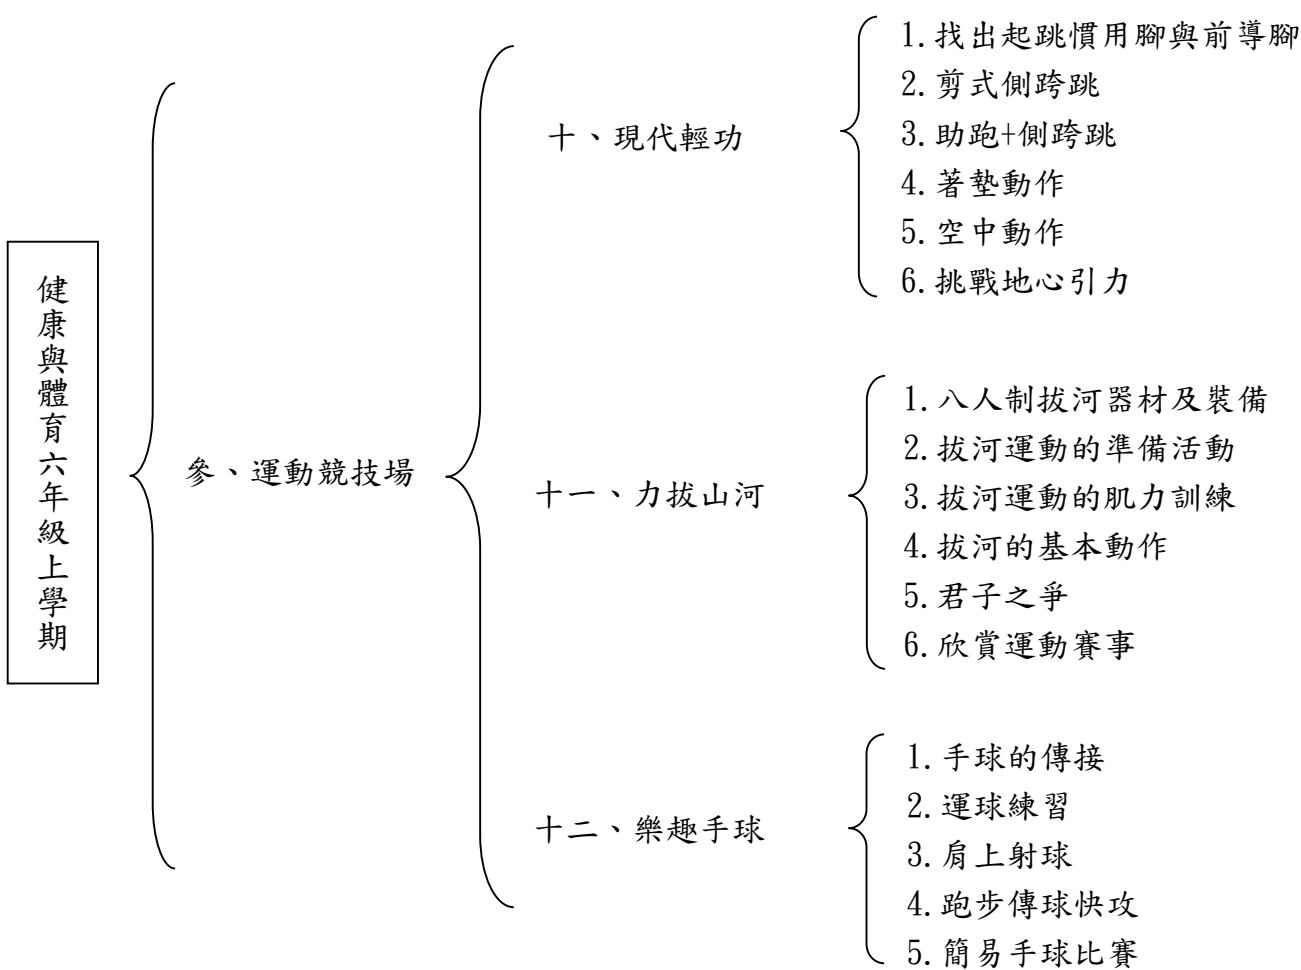 健康與體育六年級上學期
參、運動競技場
十、現代輕功
1.找出起跳慣用腳與前導腳
2.剪式側跨跳
3.助跑+側跨跳
4.著墊動作
5.空中動作
6.挑戰地心引力
十一、力拔山河
1.八人制拔河器材及裝備
2.拔河運動的準備活動
3.拔河運動的肌力訓練
4.拔河的基本動作
5.君子之爭
6.欣賞運動賽事
十二、樂趣手球
1.手球的傳接
2.運球練習
3.肩上射球
4.跑步傳球快攻
5.簡易手球比賽